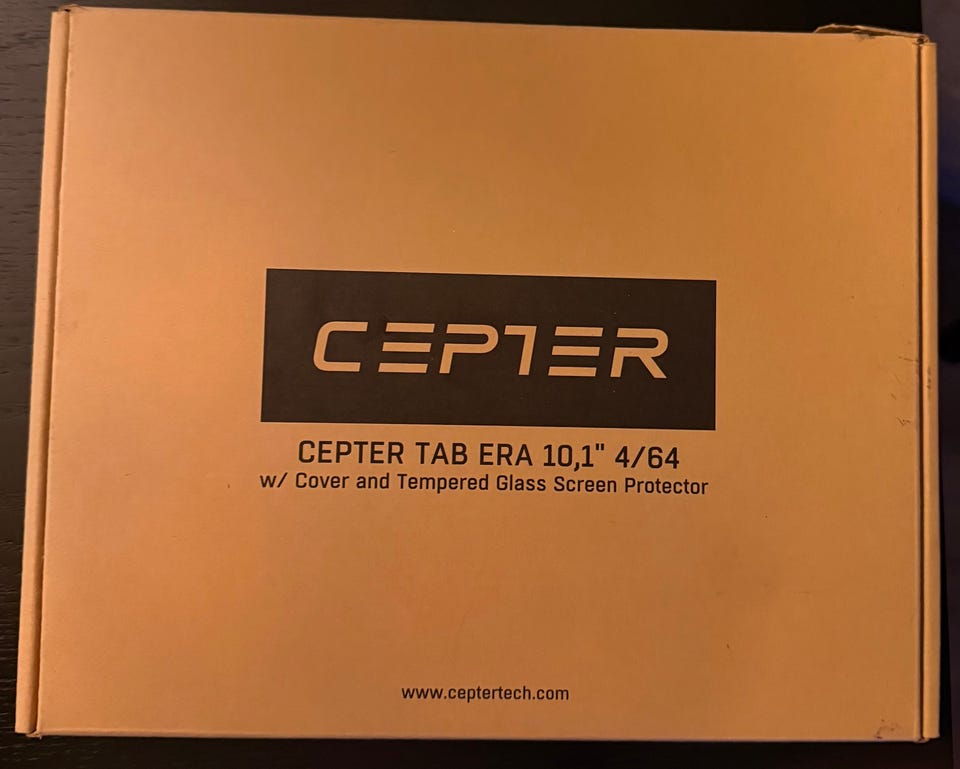 CEPTER
CEPTER TAB ERA 10,1" 4/64
w/ Cover and Tempered Glass Screen Protector
www.ceptertech.com